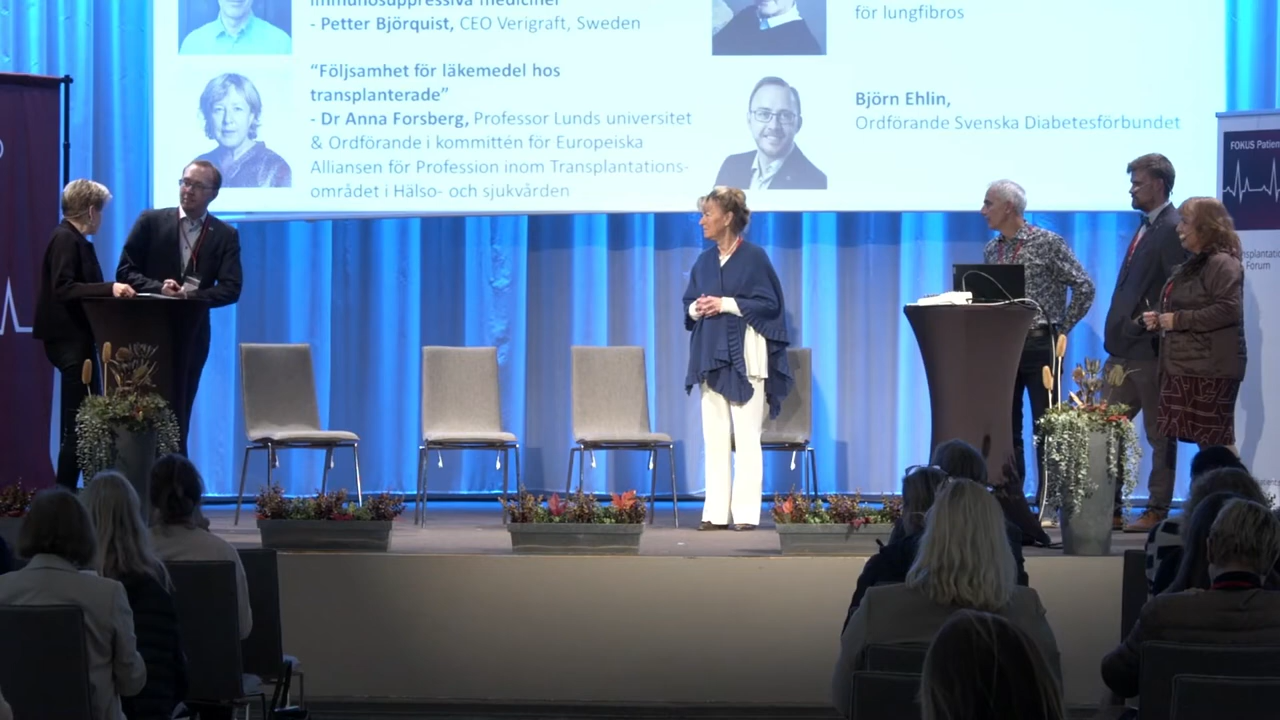 immunosuppressiva mediciner
- Petter Björquist, CEO Verigraft, Sweden
"Följsamhet för läkemedel hos
transplanterade"
- Dr Anna Forsberg, Professor Lunds universitet
& Ordförande i kommittén för Europeiska
Alliansen för Profession inom Transplantations-
området i Hälso- och sjukvården
för lungfibros
Björn Ehlin,
Ordförande Svenska Diabetesförbundet
FOKUS Patien
Forum